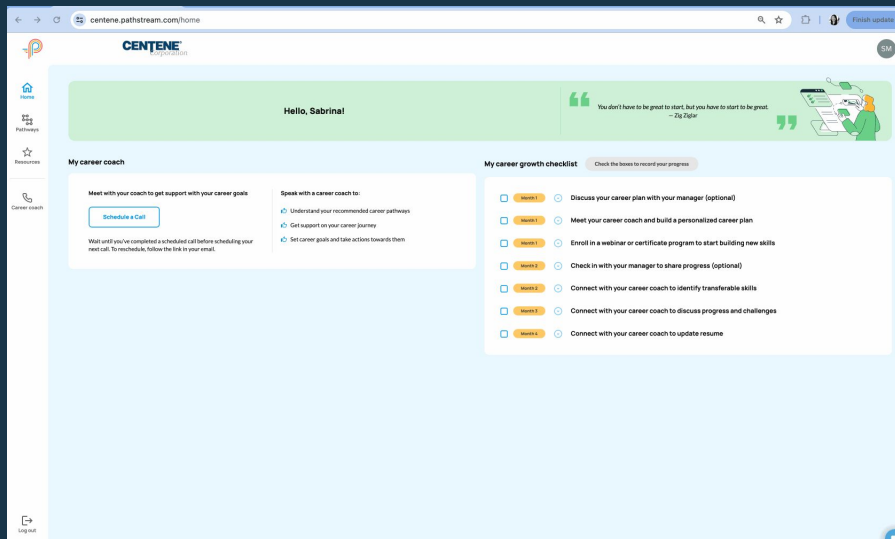 centene.pathstream.com/home
Finish update
CENTENE
Corporation
SM
Home
Pathways
Resources
Career coach
Log out
Hello, Sabrina!
You don't have to be great to start, but you have to start to be great.
— Zig Ziglar
My career coach
Meet with your coach to get support with your career goals
Schedule a Call
Wait until you've completed a scheduled call before scheduling your
next call. To reschedule, follow the link in your email.
Speak with a career coach to:
Understand your recommended career pathways
Get support on your career journey
Set career goals and take actions towards them
My career growth checklist
Check the boxes to record your progress
Month 1 Discuss your career plan with your manager (optional)
Month 1 Meet your career coach and build a personalized career plan
Month 1 Enroll in a webinar or certificate program to start building new skills
Month 2 Check in with your manager to share progress (optional)
Month 2 Connect with your career coach to identify transferable skills
Month 3 Connect with your career coach to discuss progress and challenges
Month 4 Connect with your career coach to update resume